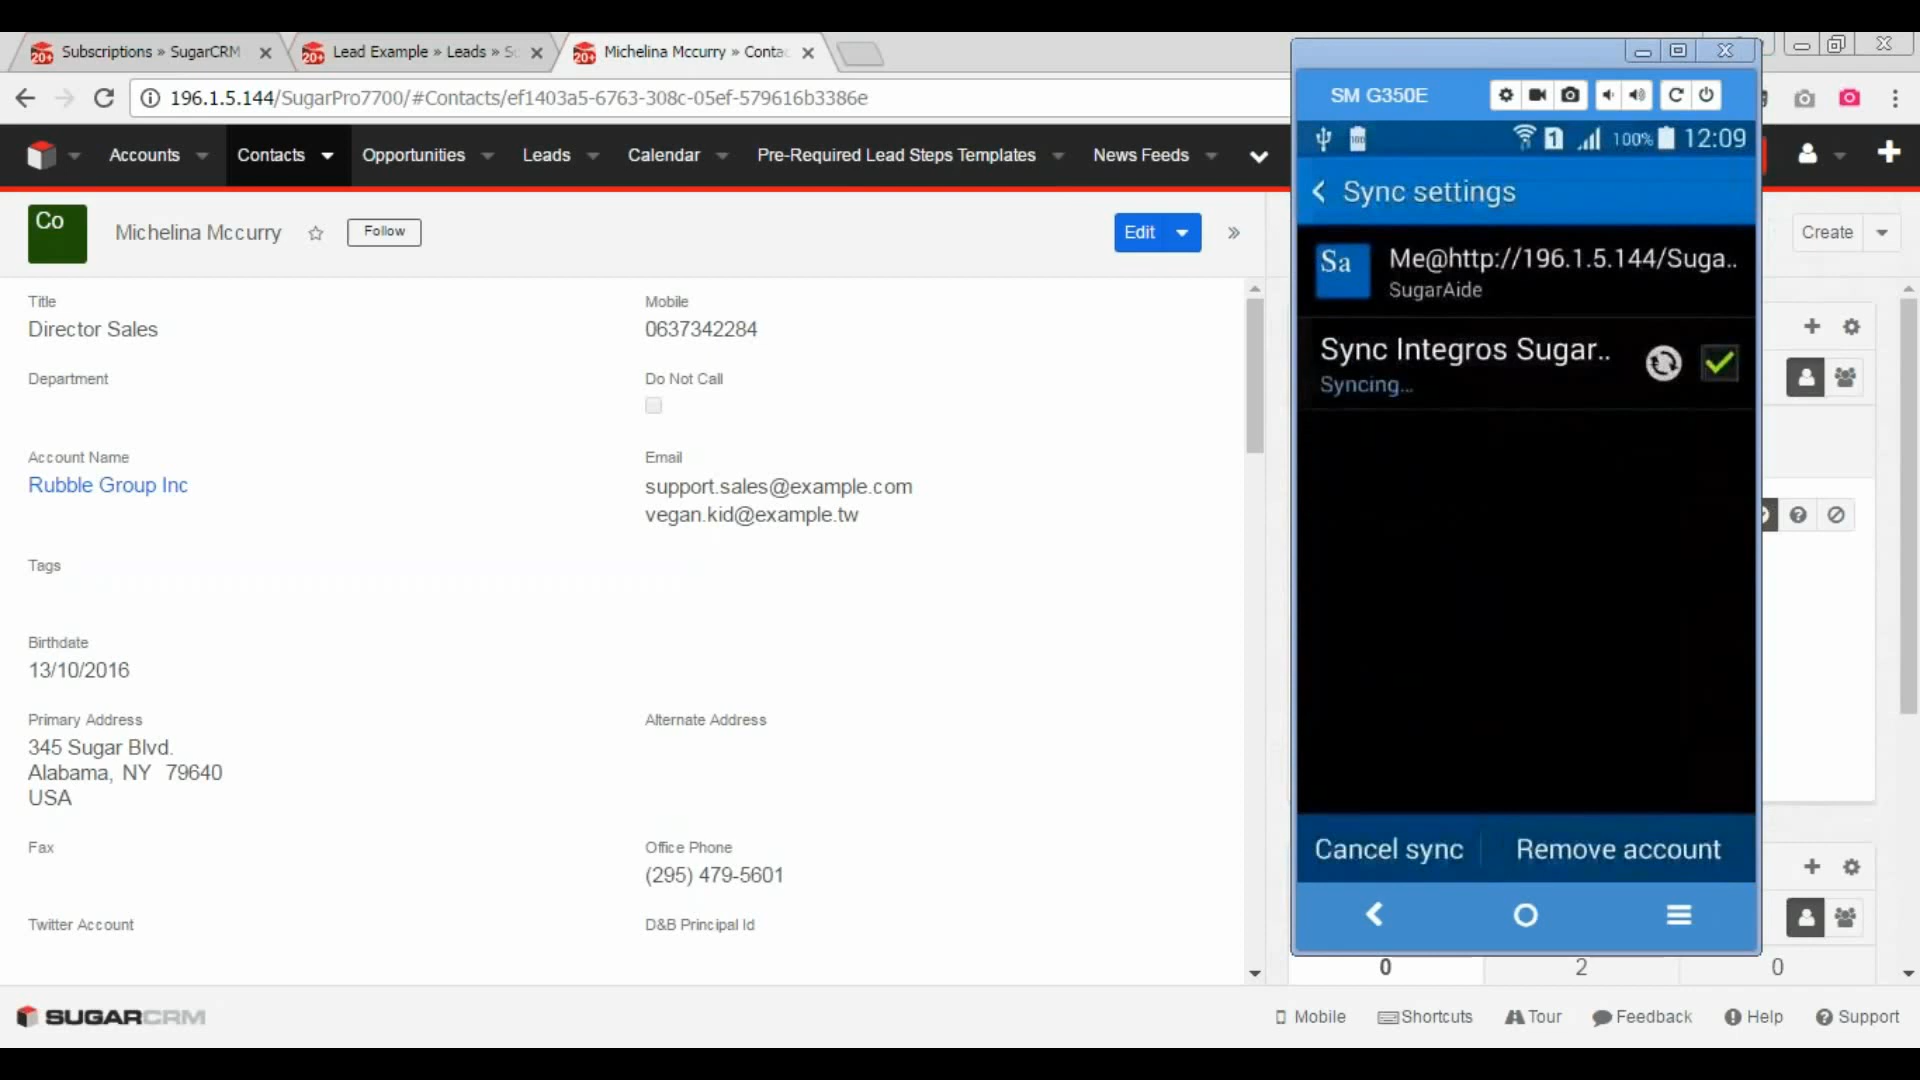 Subscriptions » SugarCRM
Lead Example » Leads » S
Michelina Mccurry » Conta
196.1.5.144/SugarPro7700/#Contacts/ef1403a5-6763-308c-05ef-579616b3386e
Accounts
Contacts
Opportunities
Leads
Calendar
Pre-Required Lead Steps Templates
News Feeds
Co
Michelina Mccurry
Follow
Edit
Create
Title
Director Sales
Mobile
0637342284
Department
Do Not Call
Account Name
Rubble Group Inc
Email
support.sales@example.com
vegan.kid@example.tw
Tags
Birthdate
13/10/2016
Primary Address
345 Sugar Blvd.
Alabama, NY 79640
USA
Alternate Address
Fax
Office Phone
(295) 479-5601
Twitter Account
D&B Principal Id
SM G350E
1
100%
12:09
Sync settings
Sa
Me@http://196.1.5.144/Suga..
SugarAide
Sync Integros Sugar..
Syncing...
Cancel sync
Remove account
0
2
0
SUGARCRM
Mobile
Shortcuts
Tour
Feedback
Help
Support